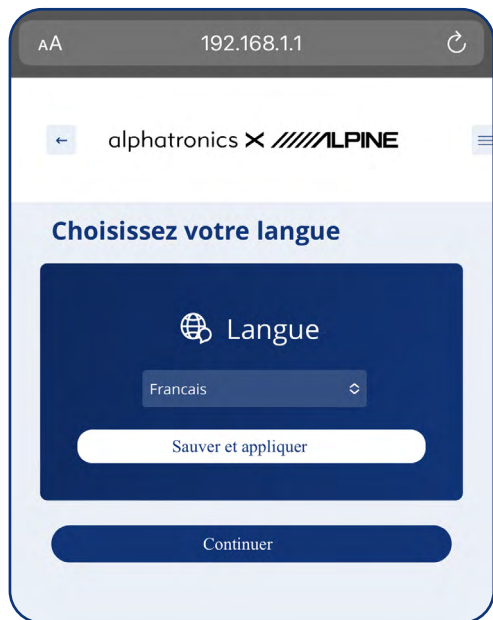 AA 192.168.1.1
alphatronics X ALPINE
Choisissez votre langue
Langue
Francais
Sauver et appliquer
Continuer